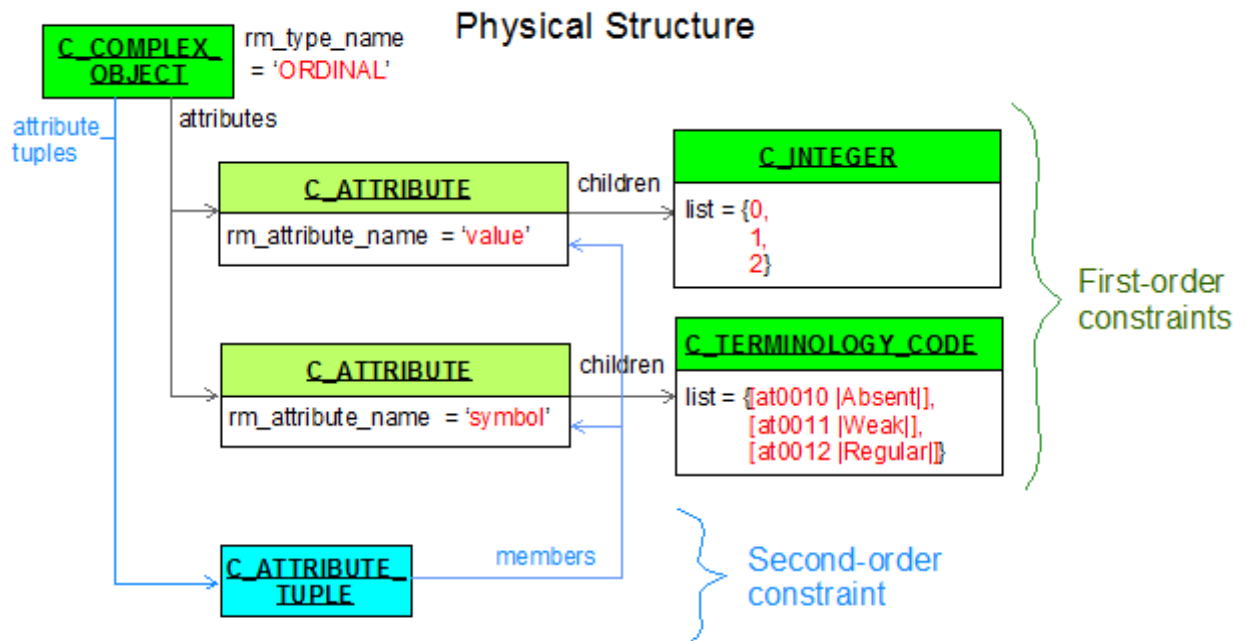 Physical Structure
C_COMPLEX_
OBJECT
rm_type_name
= ‘ORDINAL’
attribute_
tuples
attributes
C_ATTRIBUTE
rm_attribute_name = ‘value’
children
C_INTEGER
list = {0,
1,
2}
C_ATTRIBUTE
rm_attribute_name = ‘symbol’
children
C_TERMINOLOGY_CODE
list = {[at0010 |Absent|],
[at0011 |Weak|],
[at0012 |Regular|]}
First-order
constraints
C_ATTRIBUTE_
TUPLE
members
Second-order
constraint